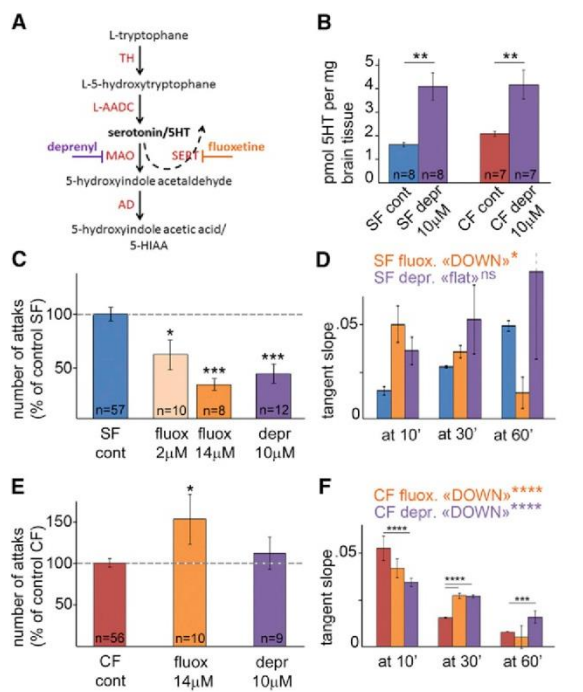 A
L-tryptophane
TH
L-5-hydroxytryptophane
L-AADC
serotonin/5HT
deprenyl
MAO
SERT
fluoxetine
5-hydroxyindole acetaldehyde
AD
5-hydroxyindole acetic acid/
5-HIAA
B
pmol 5HT per mg
brain tissue
5
4
3
2
1
0
**
**
n=8
n=8
n=7
n=7
SF cont
SF depr
10μM
CF cont
CF depr
10μM
C
number of attaks
(% of control SF)
100
50
*
***
***
n=57
n=10
n=8
n=12
SF
cont
fluox
2μM
fluox
14μM
depr
10μM
D
SF fluox. «DOWN»*
SF depr. «flat»ns
tangent slope
.05
0
at 10'
at 30'
at 60'
E
number of attaks
(% of control CF)
150
100
50
*
n=56
n=10
n=9
CF
cont
fluox
14μM
depr
10μM
F
CF fluox. «DOWN»****
CF depr. «DOWN»****
tangent slope
.05
0
****
****
***
at 10'
at 30'
at 60'